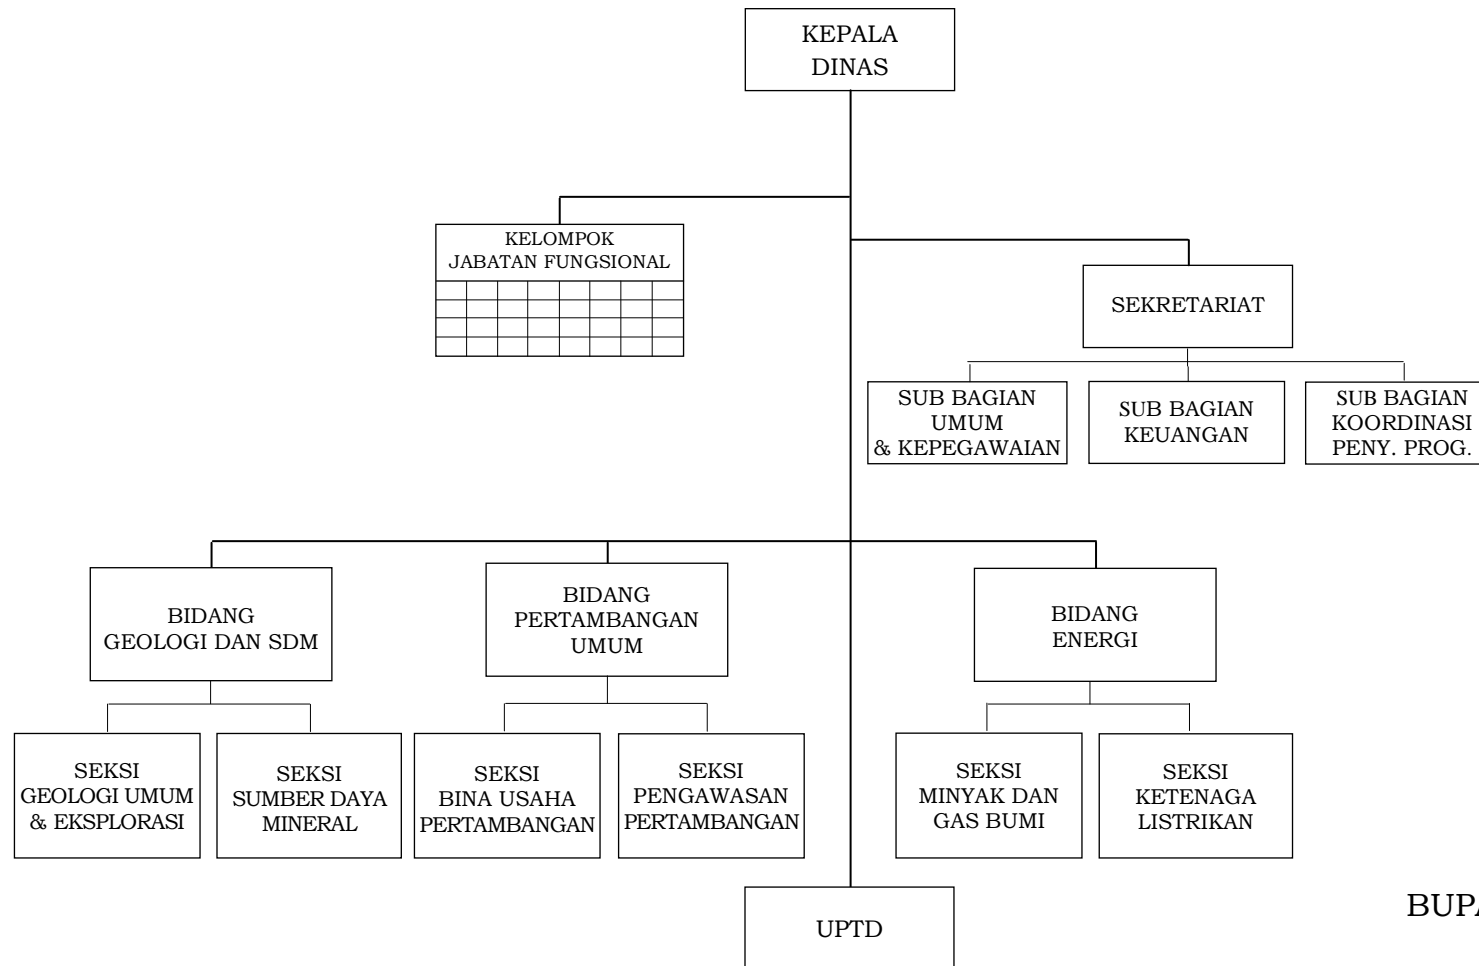 KEPALA
DINAS
KELOMPOK
JABATAN FUNGSIONAL
SEKRETARIAT
SUB BAGIAN
UMUM
& KEPEGAWAIAN
SUB BAGIAN
KEUANGAN
SUB BAGIAN
KOORDINASI
PENY. PROG.
BIDANG
GEOLOGI DAN SDM
BIDANG
PERTAMBANGAN
UMUM
BIDANG
ENERGI
SEKSI
GEOLOGI UMUM
& EKSPLORASI
SEKSI
SUMBER DAYA
MINERAL
SEKSI
BINA USAHA
PERTAMBANGAN
SEKSI
PENGAWASAN
PERTAMBANGAN
SEKSI
MINYAK DAN
GAS BUMI
SEKSI
KETENAGA
LISTRIKAN
UPTD